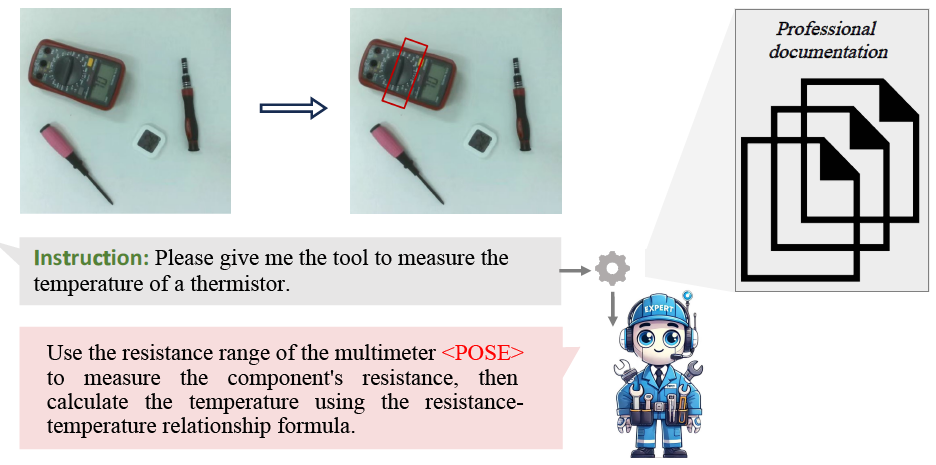 Professional
documentation
Instruction: Please give me the tool to measure the
temperature of a thermistor.
EXPERT
Use the resistance range of the multimeter <POSE>
to measure the component's resistance, then
calculate the temperature using the resistance-
temperature relationship formula.